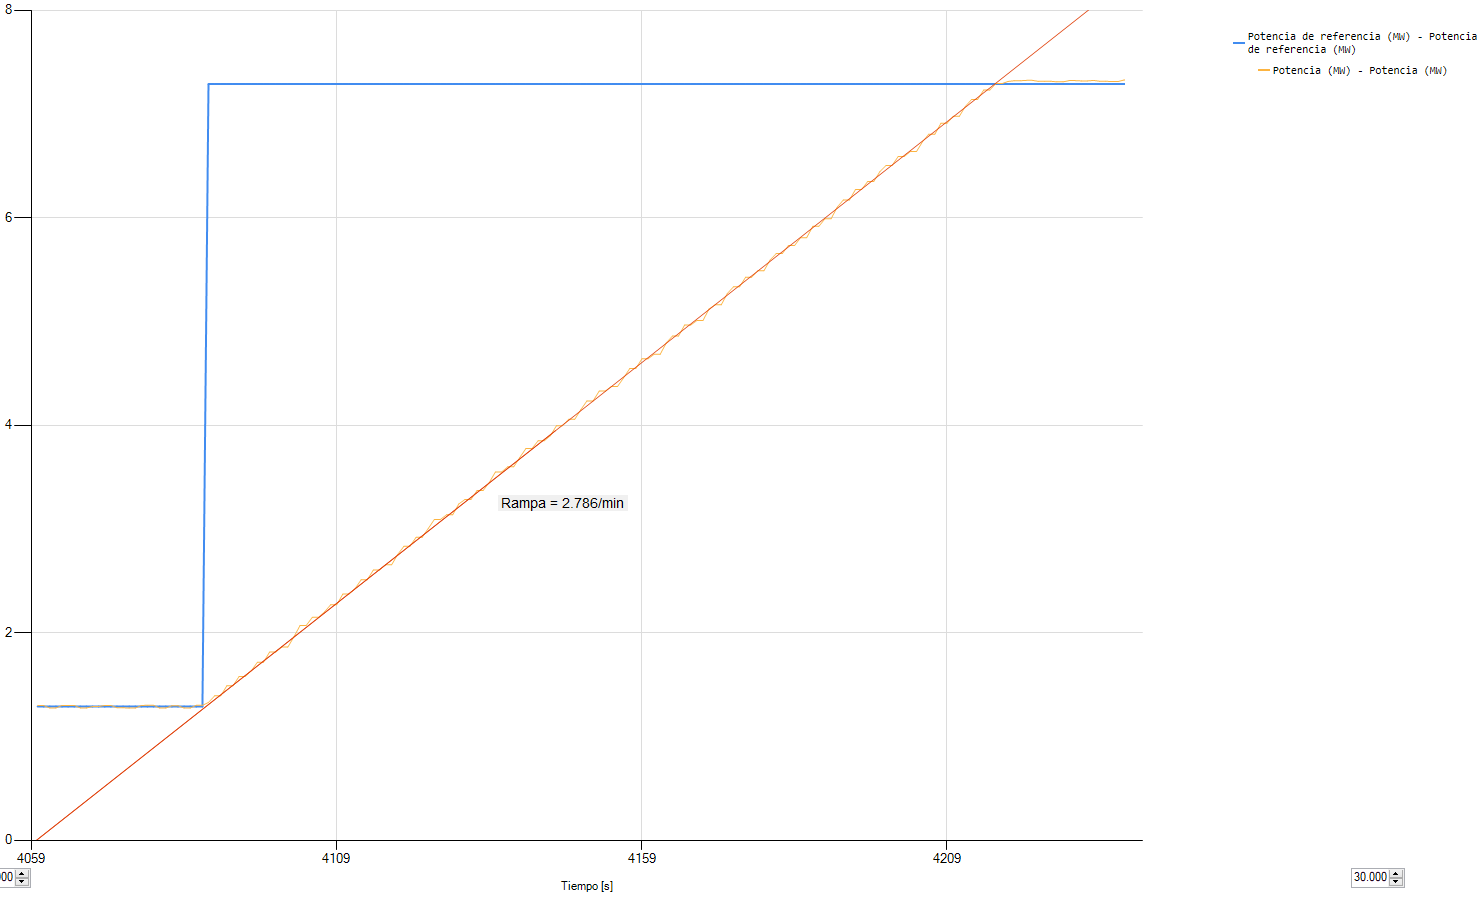 8
Potencia de referencia (MW) - Potencia
de referencia (MW)
Potencia (MW) - Potencia (MW)
6
4
Rampa = 2.786/min
2
0
4059
4109
4159
4209
00
30.000
Tiempo [s]